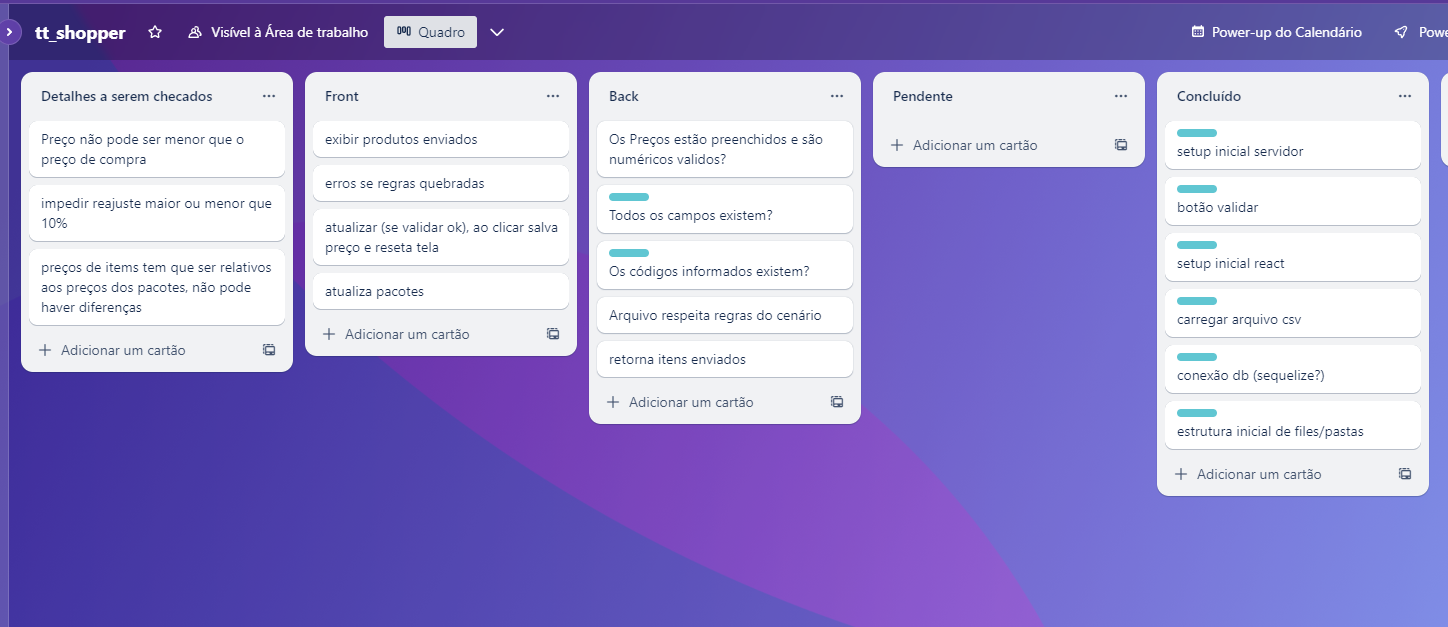 tt_shopper
Visível à Área de trabalho
Quadro
Power-up do Calendário
Detalhes a serem checados
Preço não pode ser menor que o
preço de compra
impedir reajuste maior ou menor que
10%
preços de items tem que ser relativos
aos preços dos pacotes, não pode
haver diferenças
Adicionar um cartão
Front
exibir produtos enviados
erros se regras quebradas
atualizar (se validar ok), ao clicar salva
preço e reseta tela
atualiza pacotes
Adicionar um cartão
Back
Os Preços estão preenchidos e são
numéricos validos?
Todos os campos existem?
Os códigos informados existem?
Arquivo respeita regras do cenário
retorna itens enviados
Adicionar um cartão
Pendente
Adicionar um cartão
Concluído
setup inicial servidor
botão validar
setup inicial react
carregar arquivo csv
conexão db (sequelize?)
estrutura inicial de files/pastas
Adicionar um cartão